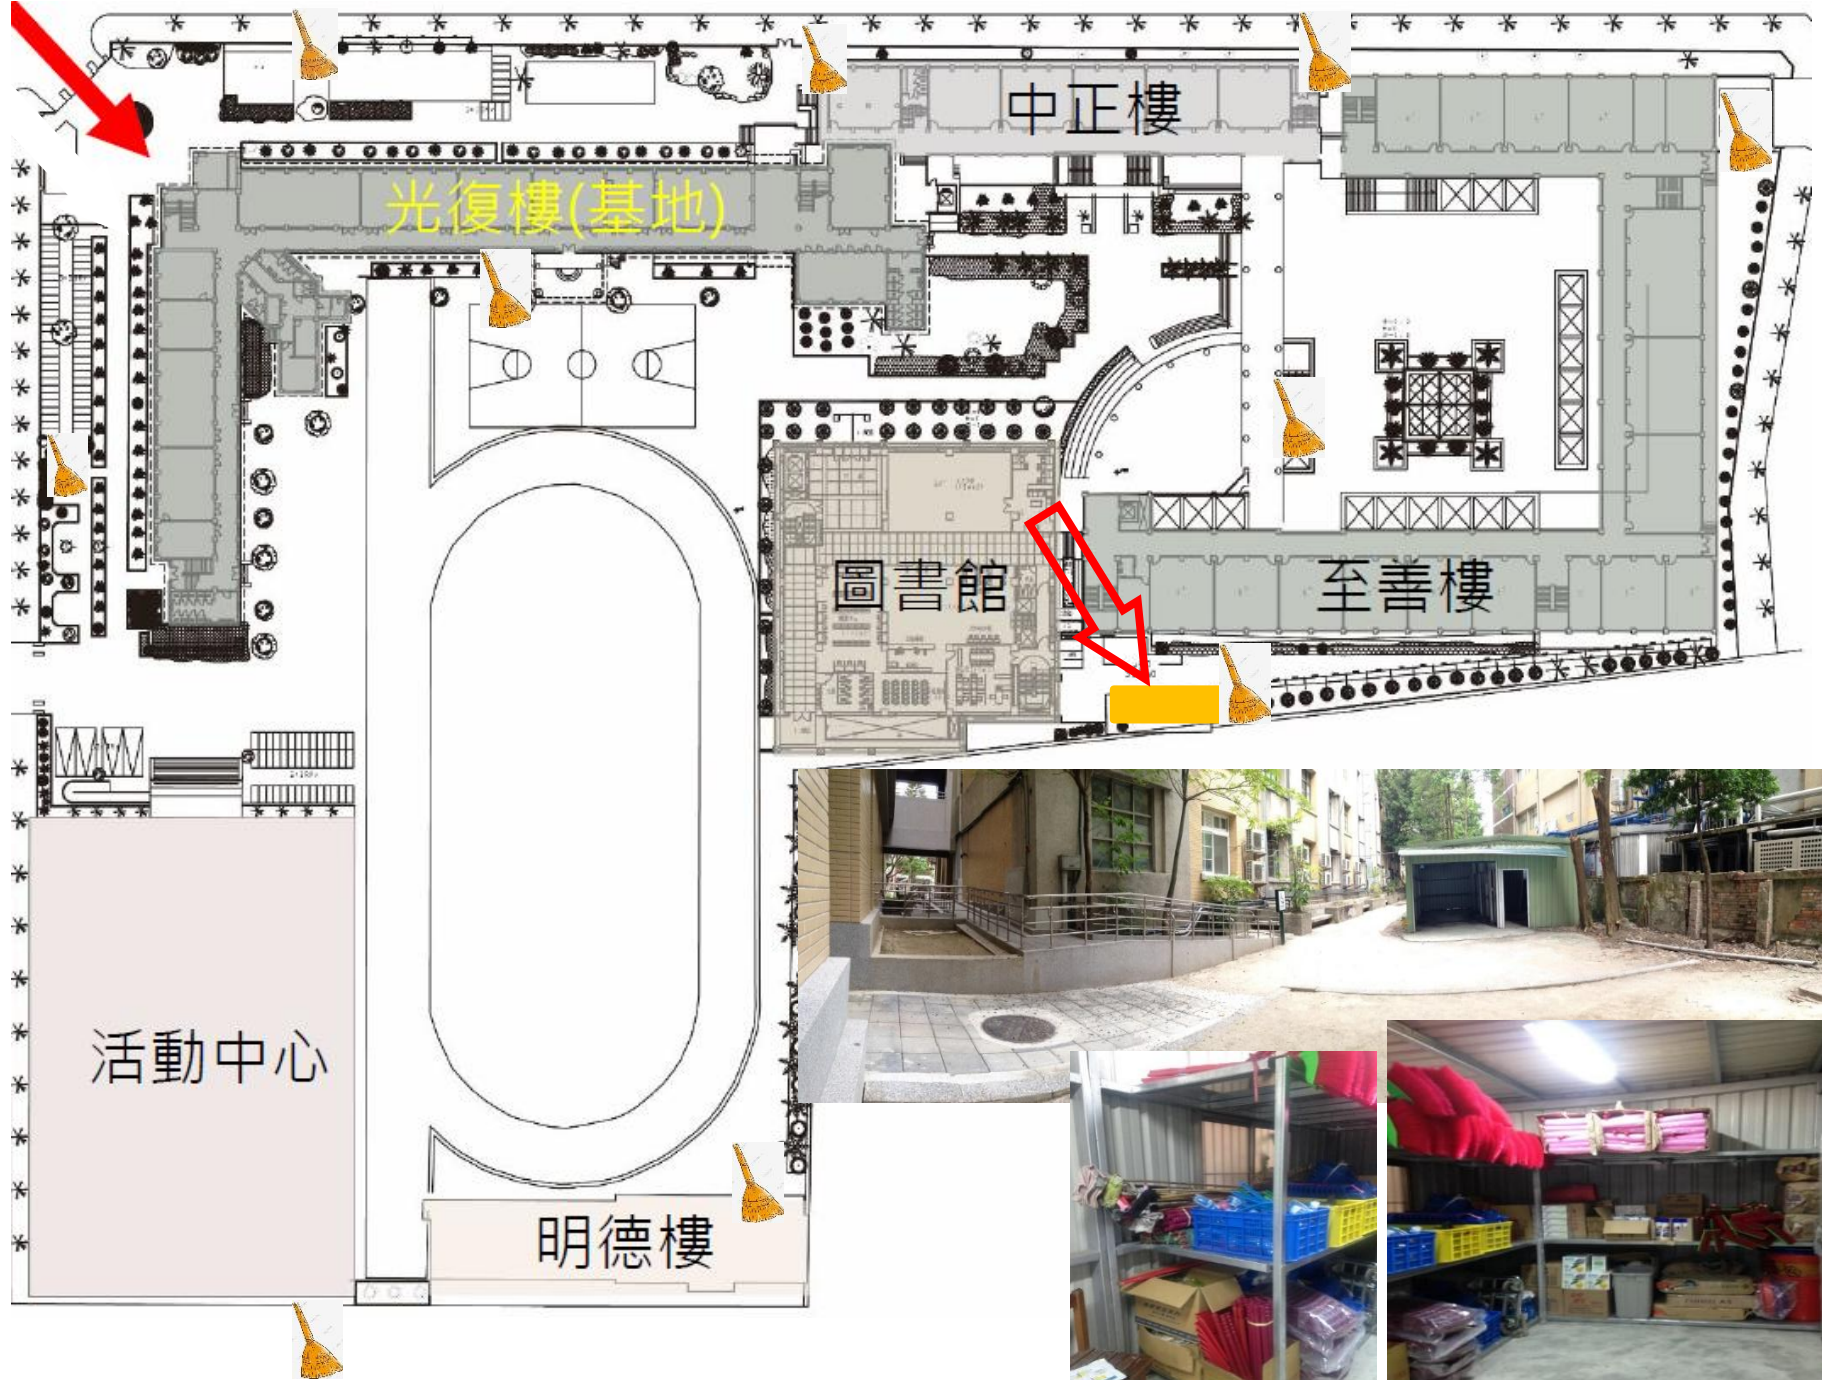 中正樓
光復樓(基地)
圖書館
至善樓
活動中心
明德樓